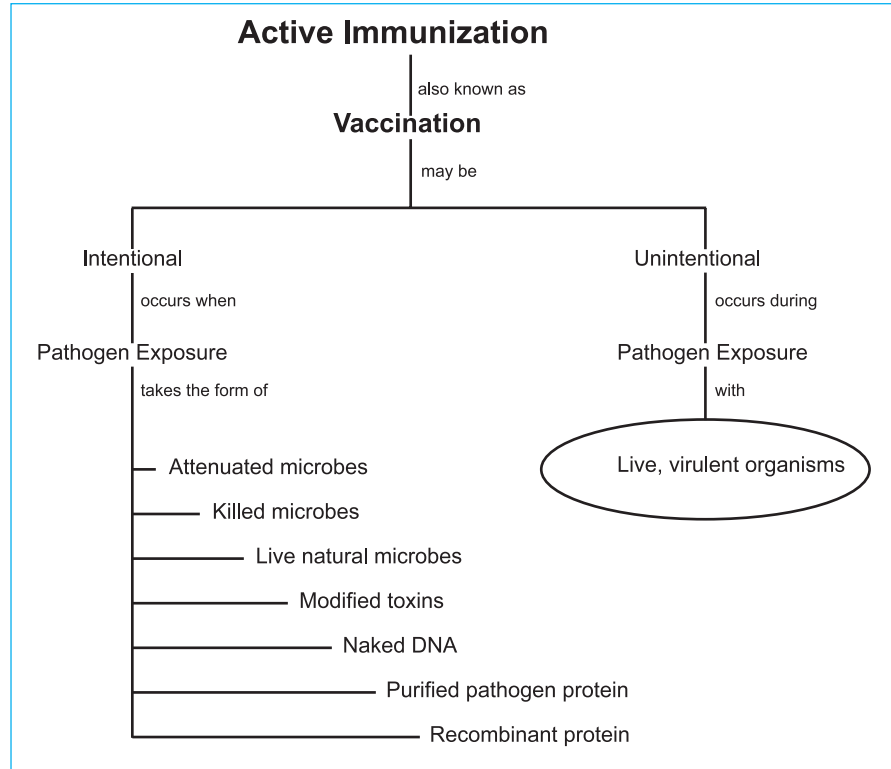 Active Immunization
also known as
Vaccination
may be
Intentional
Unintentional
occurs when
occurs during
Pathogen Exposure
Pathogen Exposure
takes the form of
with
Live, virulent organisms
Attenuated microbes
Killed microbes
Live natural microbes
Modified toxins
Naked DNA
Purified pathogen protein
Recombinant protein